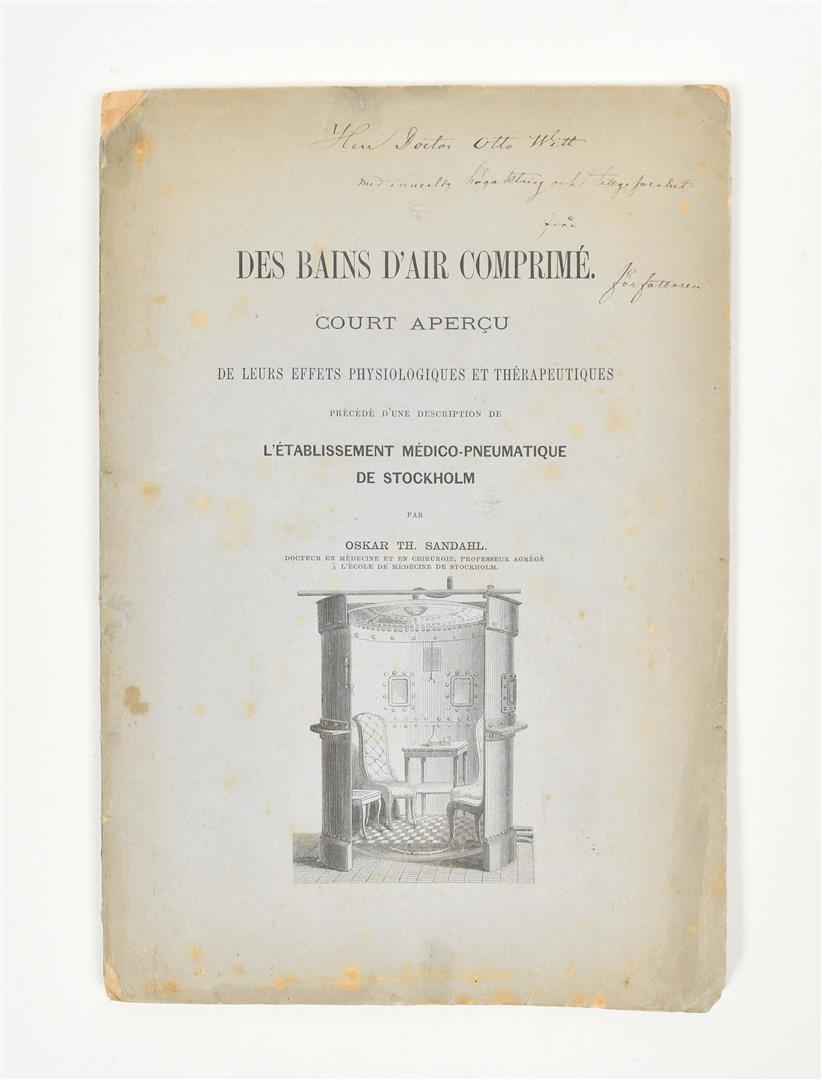 Herr Doctor Otto Witt
med innerlig högaktning och tillgifvenhet
från
författaren
DES BAINS D'AIR COMPRIMÉ.
COURT APERÇU
DE LEURS EFFETS PHYSIOLOGIQUES ET THÉRAPEUTIQUES
PRÉCÉDÉ D'UNE DESCRIPTION DE
L'ÉTABLISSEMENT MÉDICO-PNEUMATIQUE
DE STOCKHOLM
PAR
OSKAR TH. SANDAHL.
DOCTEUR EN MÉDECINE ET EN CHIRURGIE, PROFESSEUR AGRÉGÉ
À L'ÉCOLE DE MÉDECINE DE STOCKHOLM.